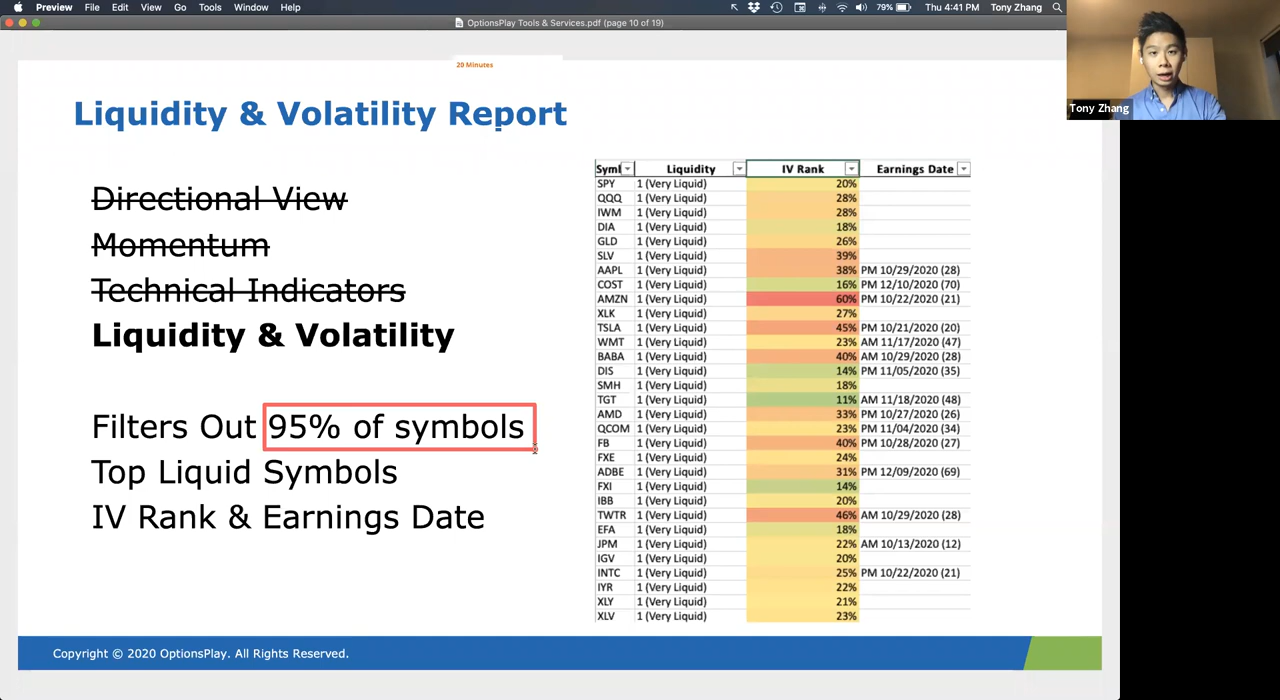 Preview File Edit View Go Tools Window Help 79% Thu 4:41 PM Tony Zhang
OptionsPlay Tools & Services.pdf (page 10 of 19)
20 Minutes
Tony Zhang
Liquidity & Volatility Report
Directional View
Momentum
Technical Indicators
Liquidity & Volatility
Filters Out 95% of symbols
Top Liquid Symbols
IV Rank & Earnings Date
Syml Liquidity IV Rank Earnings Date
SPY 1 (Very Liquid) 20%
QQQ 1 (Very Liquid) 28%
IWM 1 (Very Liquid) 28%
DIA 1 (Very Liquid) 18%
GLD 1 (Very Liquid) 26%
SLV 1 (Very Liquid) 39%
AAPL 1 (Very Liquid) 38% PM 10/29/2020 (28)
COST 1 (Very Liquid) 16% PM 12/10/2020 (70)
AMZN 1 (Very Liquid) 60% PM 10/22/2020 (21)
XLK 1 (Very Liquid) 27%
TSLA 1 (Very Liquid) 45% PM 10/21/2020 (20)
WMT 1 (Very Liquid) 23% AM 11/17/2020 (47)
BABA 1 (Very Liquid) 40% AM 10/29/2020 (28)
DIS 1 (Very Liquid) 14% PM 11/05/2020 (35)
SMH 1 (Very Liquid) 18%
TGT 1 (Very Liquid) 11% AM 11/18/2020 (48)
AMD 1 (Very Liquid) 33% PM 10/27/2020 (26)
QCOM 1 (Very Liquid) 23% PM 11/04/2020 (34)
FB 1 (Very Liquid) 40% PM 10/28/2020 (27)
FXE 1 (Very Liquid) 24%
ADBE 1 (Very Liquid) 31% PM 12/09/2020 (69)
FXI 1 (Very Liquid) 14%
IBB 1 (Very Liquid) 20%
TWTR 1 (Very Liquid) 46% AM 10/29/2020 (28)
EFA 1 (Very Liquid) 18%
JPM 1 (Very Liquid) 22% AM 10/13/2020 (12)
IGV 1 (Very Liquid) 20%
INTC 1 (Very Liquid) 25% PM 10/22/2020 (21)
IYR 1 (Very Liquid) 22%
XLY 1 (Very Liquid) 21%
XLV 1 (Very Liquid) 23%
Copyright © 2020 OptionsPlay. All Rights Reserved.